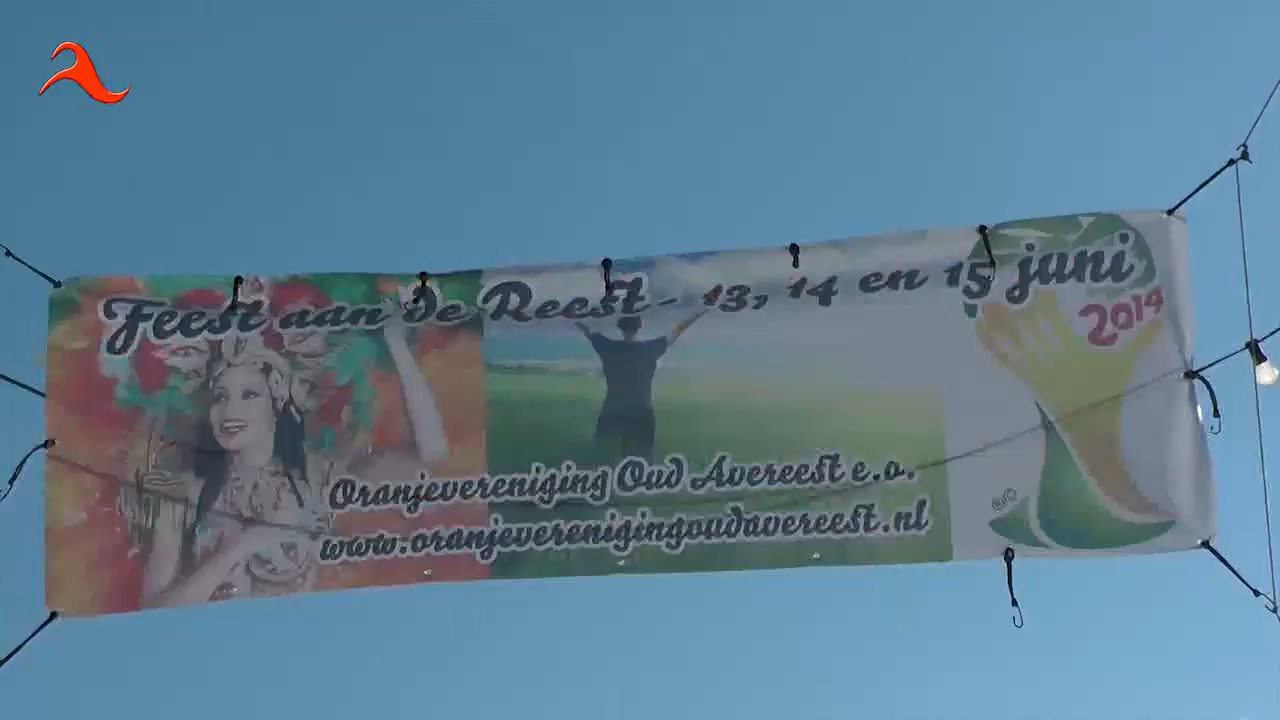 Feest aan de Reest - 13, 14 en 15 juni
2014
Oranjevereniging Oud Avereest e.o.
www.oranjeverenigingoudavereest.nl